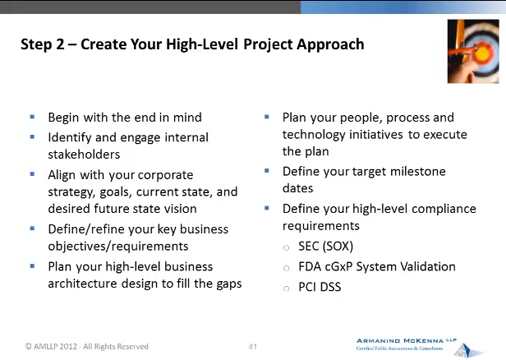 Step 2 – Create Your High-Level Project Approach
Begin with the end in mind
Identify and engage internal
stakeholders
Align with your corporate
strategy, goals, current state, and
desired future state vision
Define/refine your key business
objectives/requirements
Plan your high-level business
architecture design to fill the gaps
Plan your people, process and
technology initiatives to execute
the plan
Define your target milestone
dates
Define your high-level compliance
requirements
SEC (SOX)
FDA cGxP System Validation
PCI DSS
© AMLLP 2012 - All Rights Reserved
41
ARMANINO MCKENNA LLP
Certified Public Accountants & Consultants